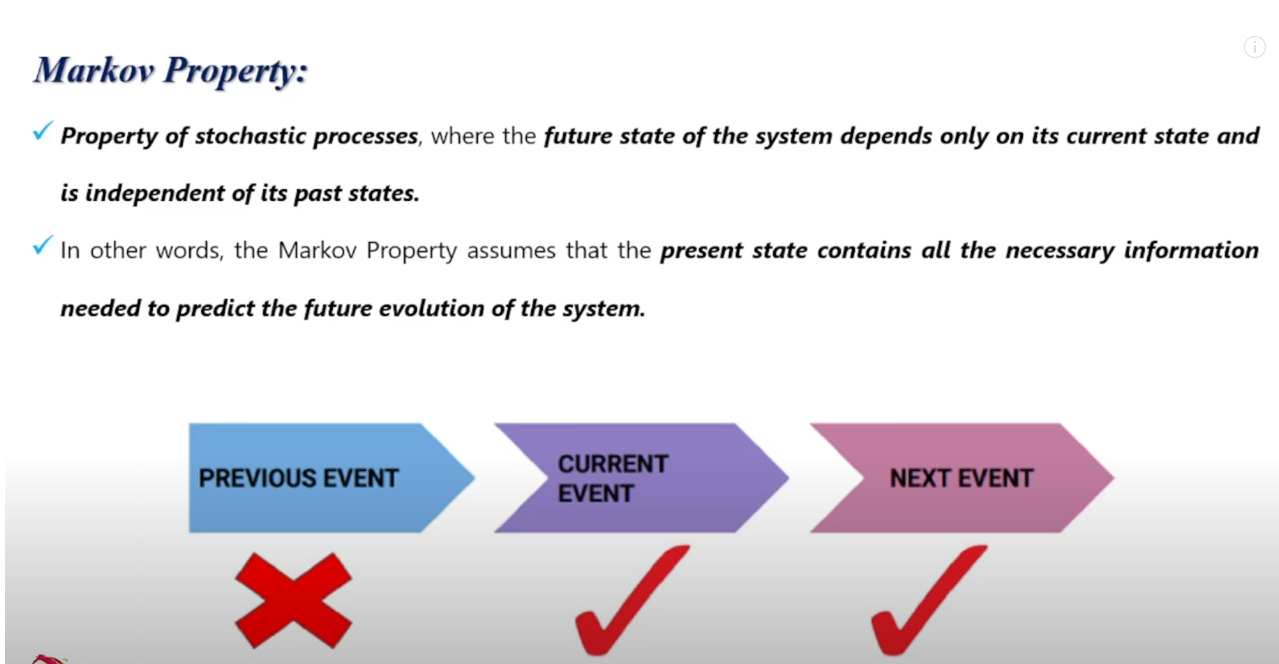 Markov Property:
Property of stochastic processes, where the future state of the system depends only on its current state and
is independent of its past states.
In other words, the Markov Property assumes that the present state contains all the necessary information
needed to predict the future evolution of the system.
PREVIOUS EVENT
CURRENT
EVENT
NEXT EVENT